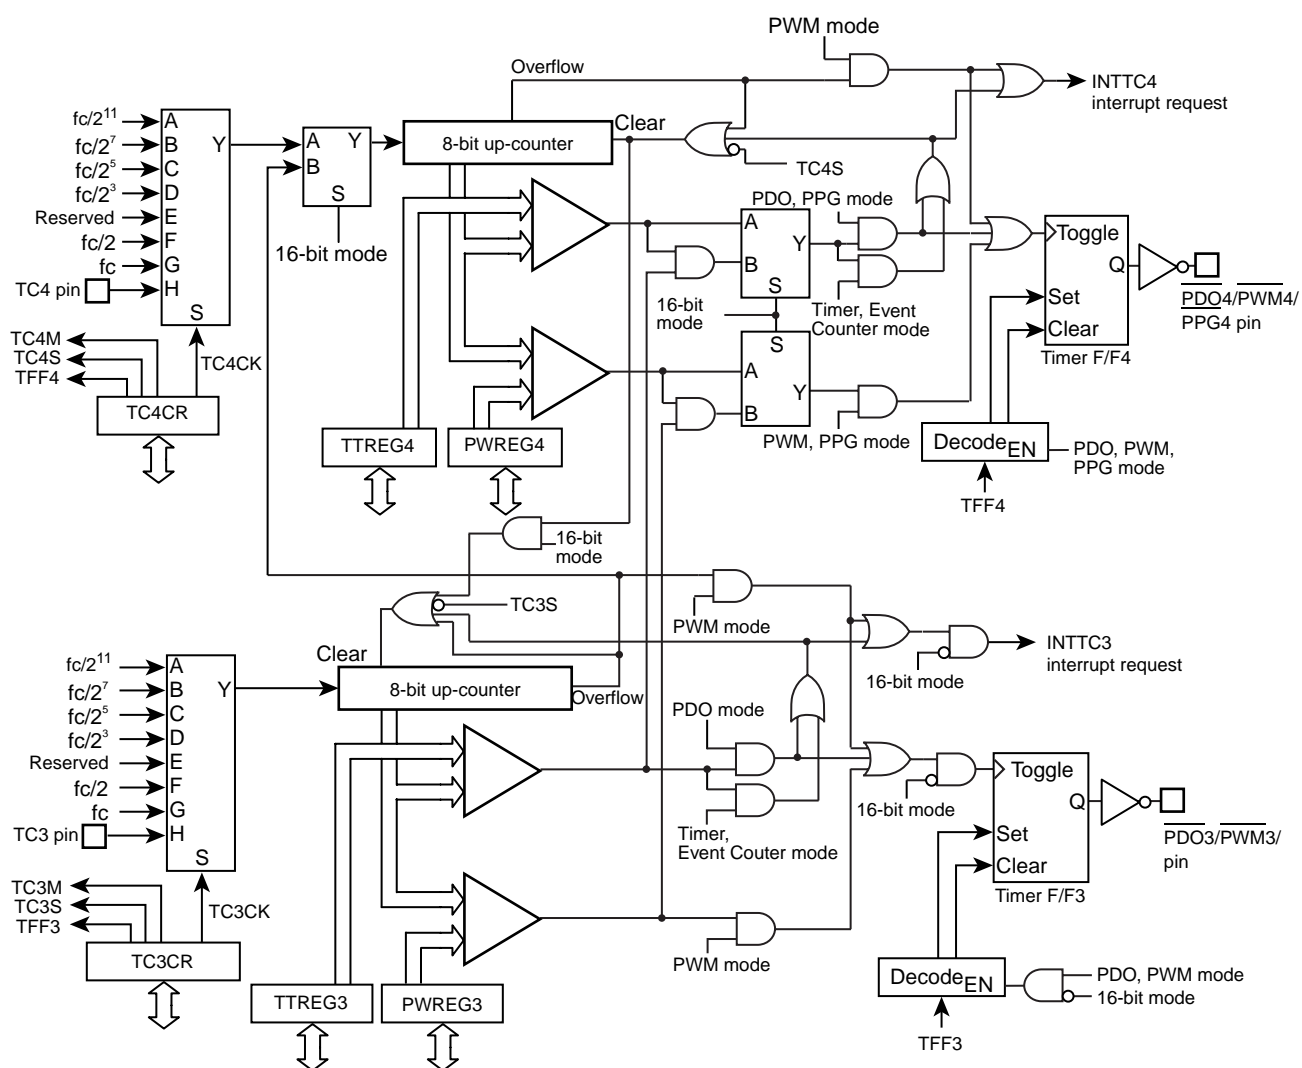 PWM mode
Overflow
INTTC4
interrupt request
fc/2¹¹
fc/2⁷
fc/2⁵
fc/2³
Reserved
fc/2
fc
TC4 pin
A
B
C
D
E
F
G
H
Y
S
A
B
Y
S
16-bit mode
8-bit up-counter
Clear
TC4S
PDO, PPG mode
A
B
Y
S
16-bit
mode
Timer, Event
Counter mode
S
A
B
Y
PWM, PPG mode
Toggle
Q
Set
Clear
Timer F/F4
PDO4/PWM4/
PPG4 pin
TC4M
TC4S
TFF4
TC4CK
TC4CR
TTREG4
PWREG4
Decode EN
PDO, PWM,
PPG mode
TFF4
16-bit
mode
TC3S
PWM mode
INTTC3
interrupt request
16-bit mode
Clear
8-bit up-counter
Overflow
fc/2¹¹
fc/2⁷
fc/2⁵
fc/2³
Reserved
fc/2
fc
TC3 pin
A
B
C
D
E
F
G
H
Y
S
PDO mode
Timer,
Event Couter mode
16-bit mode
Toggle
Q
Set
Clear
Timer F/F3
PDO3/PWM3/
pin
TC3M
TC3S
TFF3
TC3CK
TC3CR
TTREG3
PWREG3
PWM mode
Decode EN
PDO, PWM mode
16-bit mode
TFF3